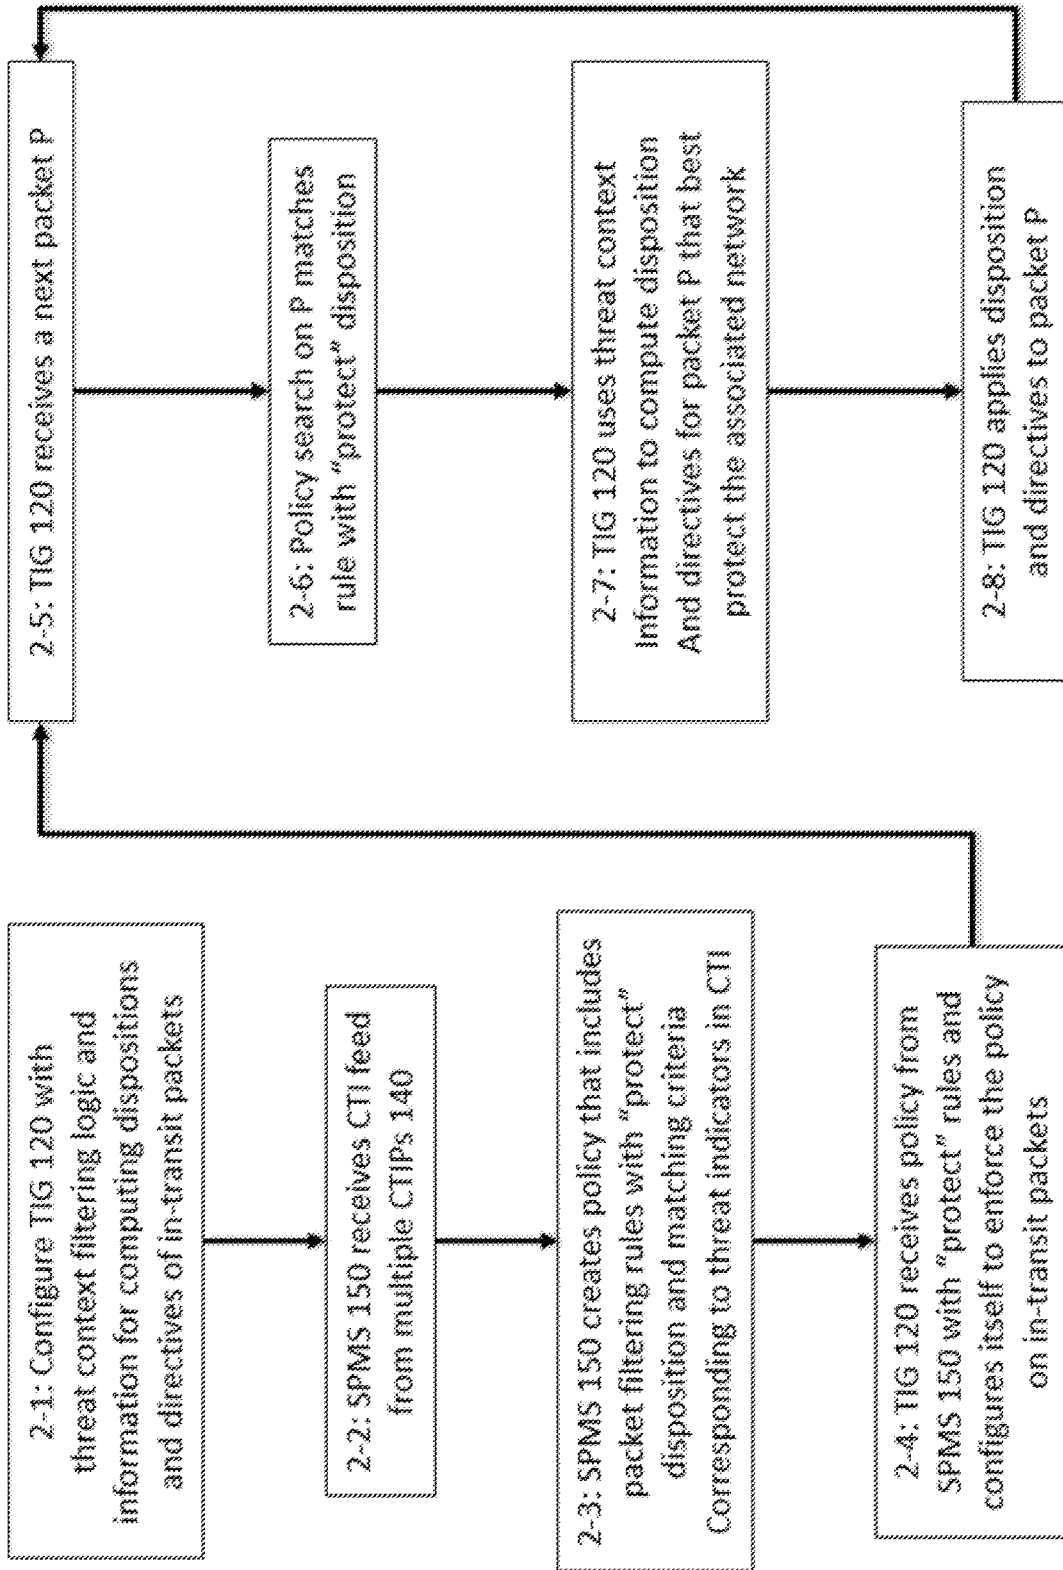 2-1: Configure TIG 120 with
threat context filtering logic and
information for computing dispositions
and directives of in-transit packets
2-2: SPMS 150 receives CTI feed
from multiple CTIPs 140
2-3: SPMS 150 creates policy that includes
packet filtering rules with “protect”
disposition and matching criteria
Corresponding to threat indicators in CTI
2-4: TIG 120 receives policy from
SPMS 150 with “protect” rules and
configures itself to enforce the policy
on in-transit packets
2-5: TIG 120 receives a next packet P
2-6: Policy search on P matches
rule with “protect” disposition
2-7: TIG 120 uses threat context
Information to compute disposition
And directives for packet P that best
protect the associated network
2-8: TIG 120 applies disposition
and directives to packet P